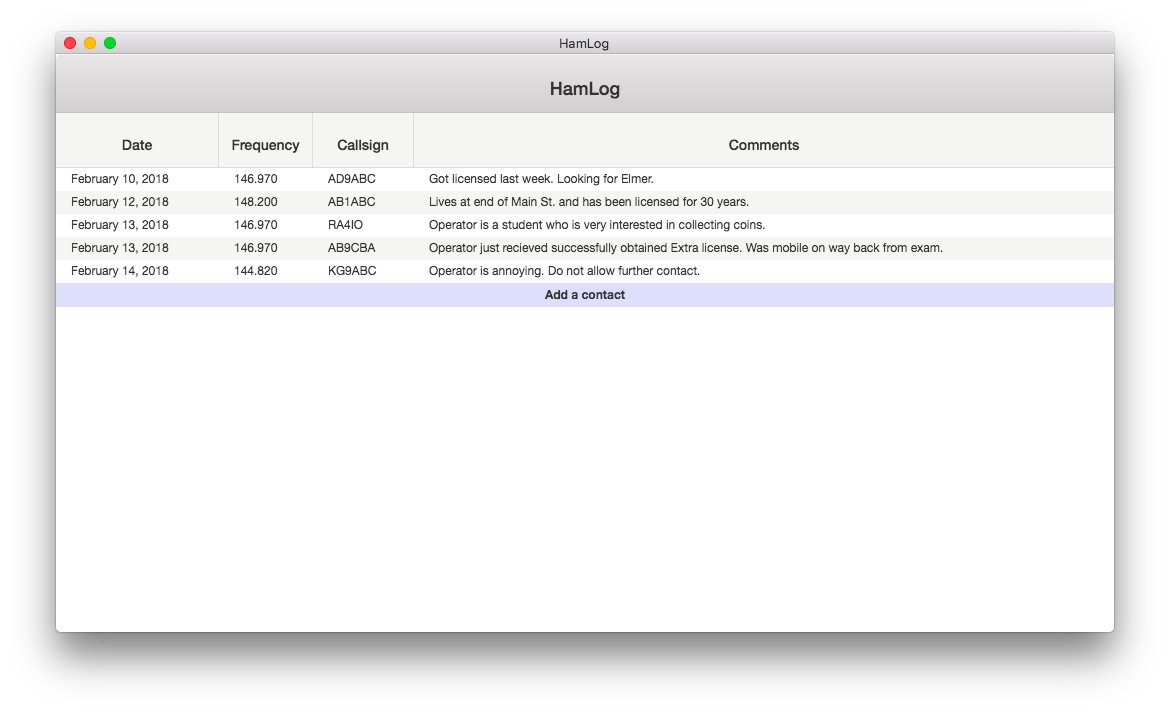 HamLog
HamLog
Date Frequency Callsign Comments
February 10, 2018 146.970 AD9ABC Got licensed last week. Looking for Elmer.
February 12, 2018 148.200 AB1ABC Lives at end of Main St. and has been licensed for 30 years.
February 13, 2018 146.970 RA4IO Operator is a student who is very interested in collecting coins.
February 13, 2018 146.970 AB9CBA Operator just recieved successfully obtained Extra license. Was mobile on way back from exam.
February 14, 2018 144.820 KG9ABC Operator is annoying. Do not allow further contact.
Add a contact